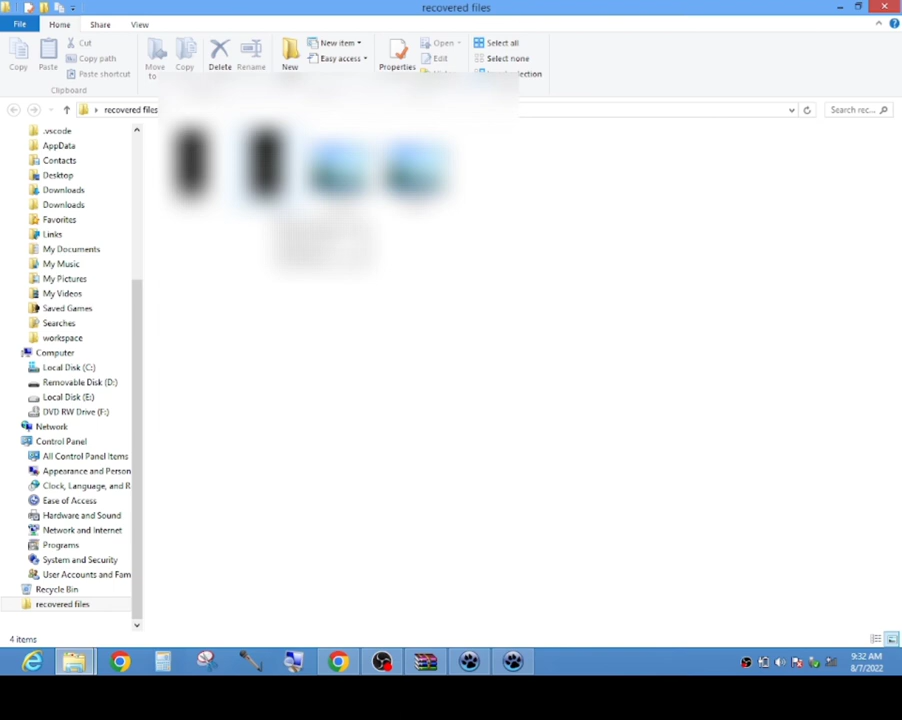 recovered files
File
Home
Share
View
Copy
Paste
Cut
Copy path
Paste shortcut
Clipboard
Move to
Copy
Delete
Rename
New
New item
Easy access
Properties
Open
Edit
Select all
Select none
selection
recovered files
Search rec...
.vscode
AppData
Contacts
Desktop
Downloads
Downloads
Favorites
Links
My Documents
My Music
My Pictures
My Videos
Saved Games
Searches
workspace
Computer
Local Disk (C:)
Removable Disk (D:)
Local Disk (E:)
DVD RW Drive (F:)
Network
Control Panel
All Control Panel Items
Appearance and Person
Clock, Language, and R
Ease of Access
Hardware and Sound
Network and Internet
Programs
System and Security
User Accounts and Fam
Recycle Bin
recovered files
4 items
9:32 AM
8/7/2022